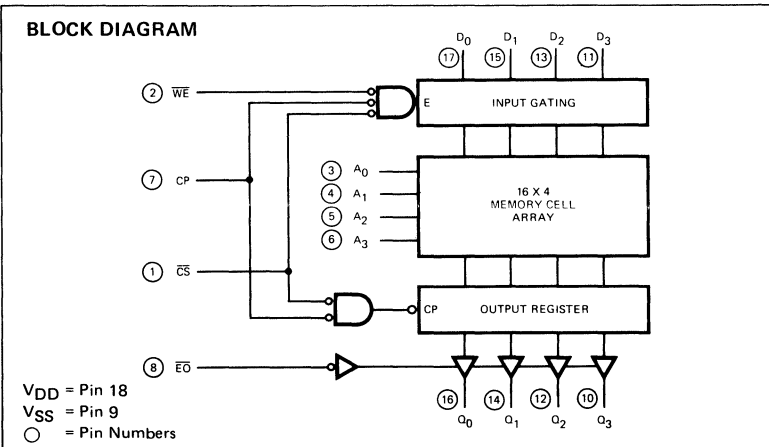 BLOCK DIAGRAM
D0 D1 D2 D3
17 15 13 11
2 WE
E INPUT GATING
7 CP
3 A0
4 A1
5 A2
6 A3
16 X 4
MEMORY CELL
ARRAY
1 CS
CP OUTPUT REGISTER
8 EO
16 14 12 10
Q0 Q1 Q2 Q3
VDD = Pin 18
VSS = Pin 9
= Pin Numbers